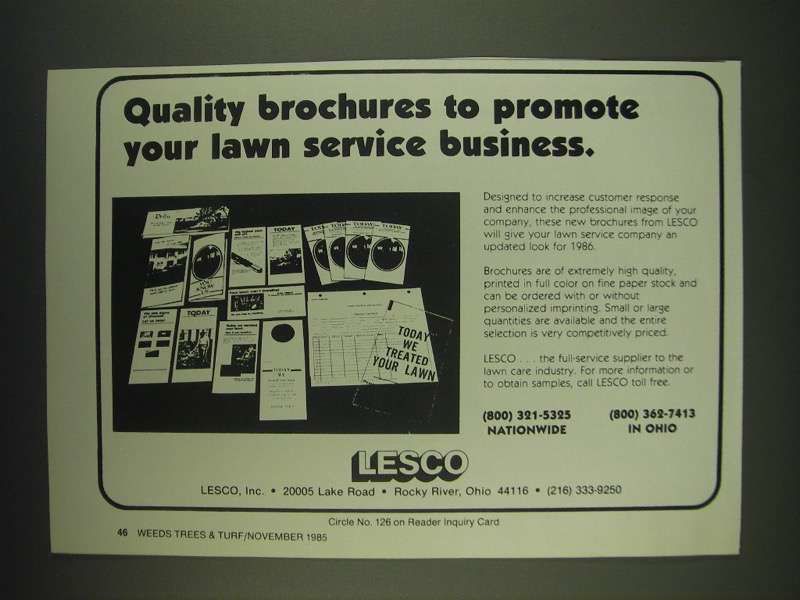 Quality brochures to promote
your lawn service business.
Designed to increase customer response
and enhance the professional image of your
company, these new brochures from LESCO
will give your lawn service company an
updated look for 1986.
Brochures are of extremely high quality,
printed in full color on fine paper stock and
can be ordered with or without
personalized imprinting. Small or large
quantities are available and the entire
selection is very competitively priced.
LESCO . . . the full-service supplier to the
lawn care industry. For more information or
to obtain samples, call LESCO toll free.
(800) 321-5325
NATIONWIDE
(800) 362-7413
IN OHIO
TODAY
TODAY
TODAY
TODAY
WE
TREATED
YOUR LAWN
LESCO
LESCO, Inc. • 20005 Lake Road • Rocky River, Ohio 44116 • (216) 333-9250
Circle No. 126 on Reader Inquiry Card
46 WEEDS TREES & TURF/NOVEMBER 1985